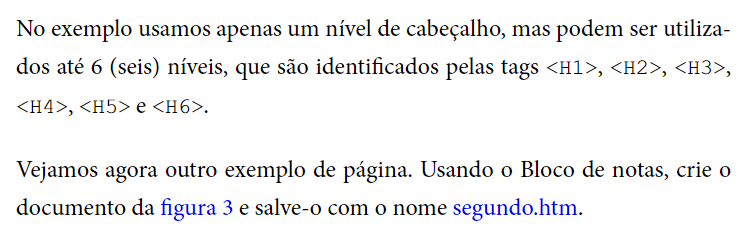 No exemplo usamos apenas um nível de cabeçalho, mas podem ser utiliza-
dos até 6 (seis) níveis, que são identificados pelas tags <H1>, <H2>, <H3>,
<H4>, <H5> e <H6>.
Vejamos agora outro exemplo de página. Usando o Bloco de notas, crie o
documento da figura 3 e salve-o com o nome segundo.htm.